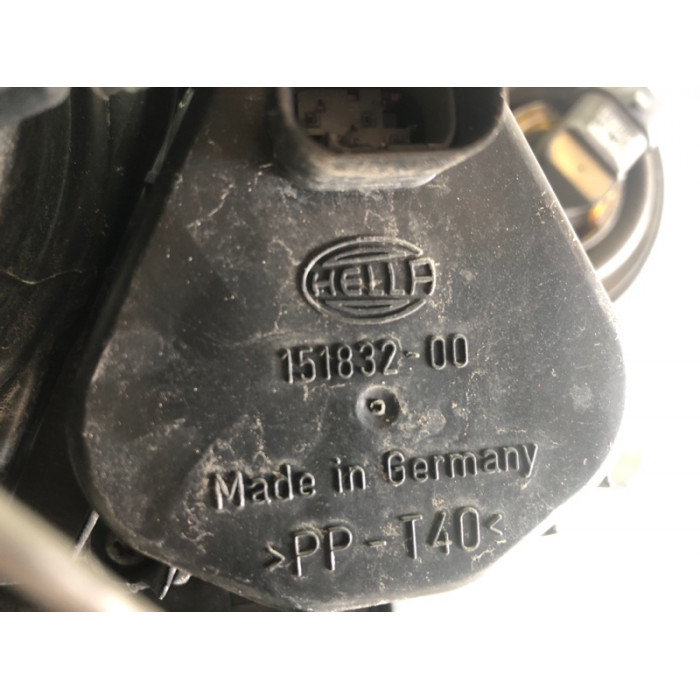 HELLA
151832-00
Made in Germany
>PP-T40<